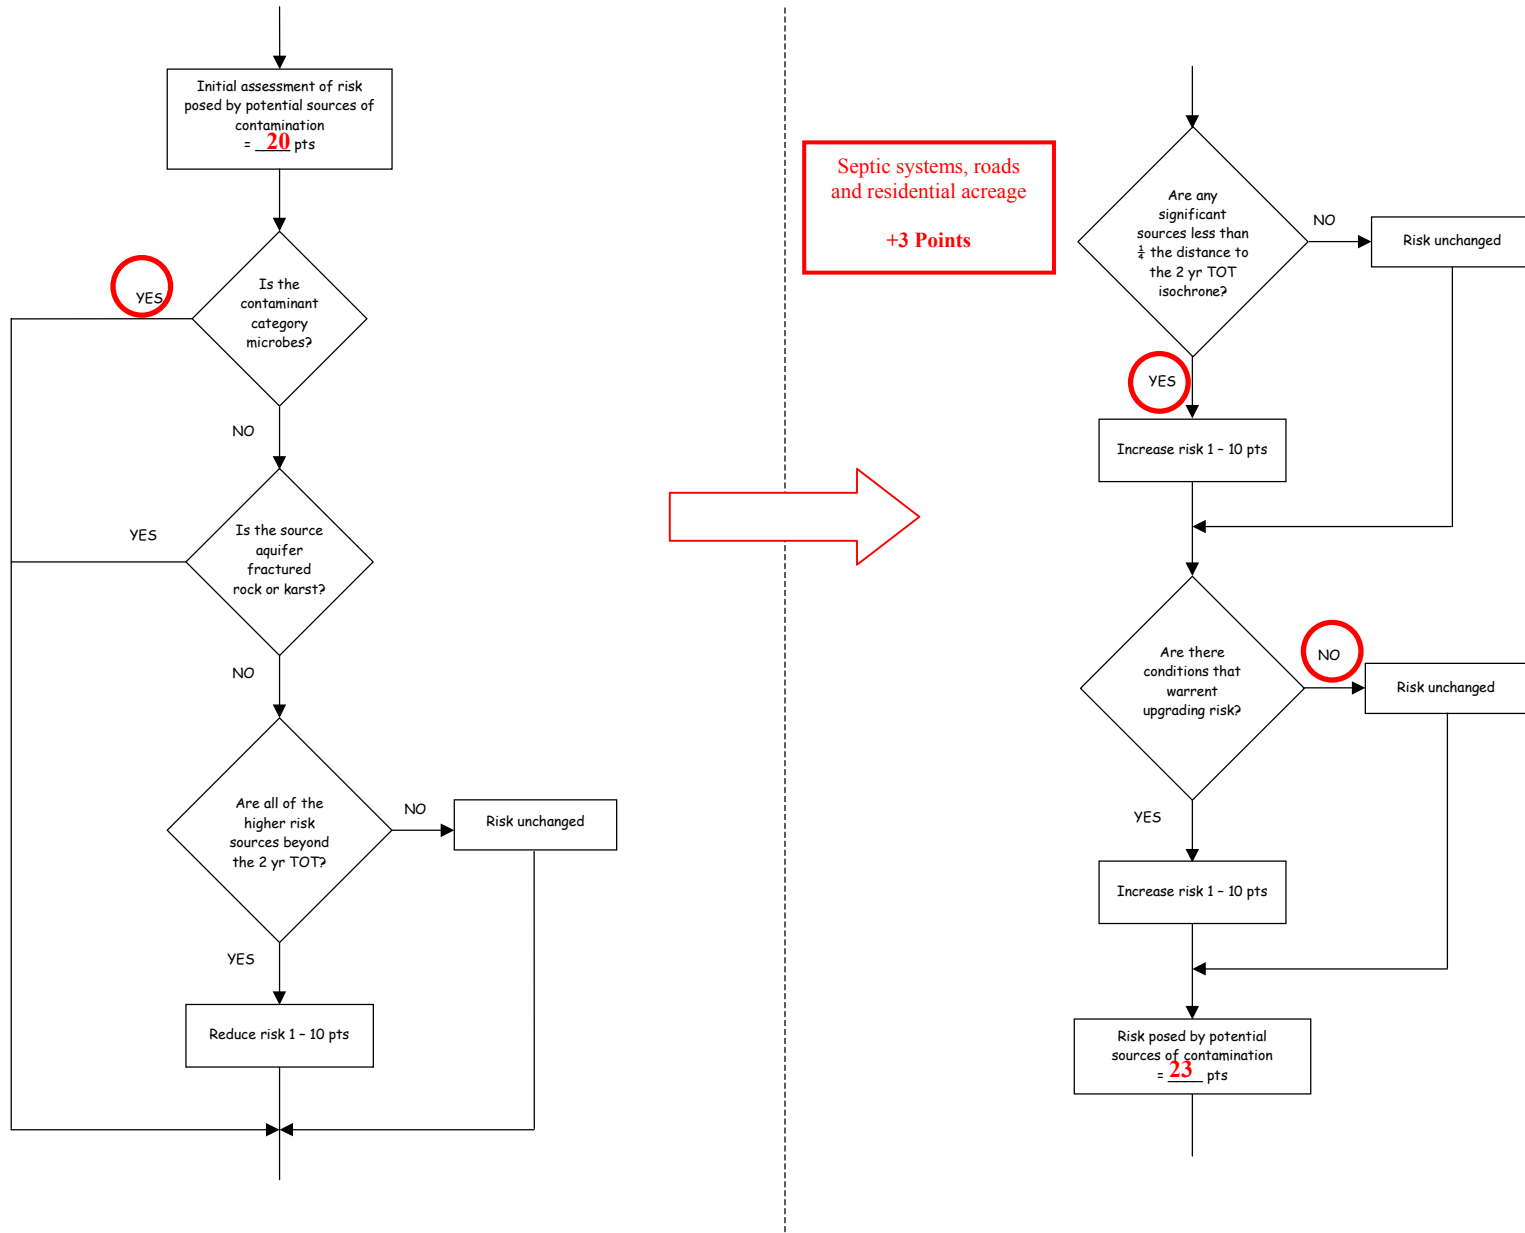 Initial assessment of risk
posed by potential sources of
contamination
= 20 pts
Is the
contaminant
category
microbes?
YES
NO
Is the source
aquifer
fractured
rock or karst?
YES
NO
Are all of the
higher risk
sources beyond
the 2 yr TOT?
NO
Risk unchanged
YES
Reduce risk 1 – 10 pts
Septic systems, roads
and residential acreage
+3 Points
Are any
significant
sources less than
¼ the distance to
the 2 yr TOT
isochrone?
NO
Risk unchanged
YES
Increase risk 1 – 10 pts
Are there
conditions that
warrent
upgrading risk?
NO
Risk unchanged
YES
Increase risk 1 – 10 pts
Risk posed by potential
sources of contamination
= 23 pts